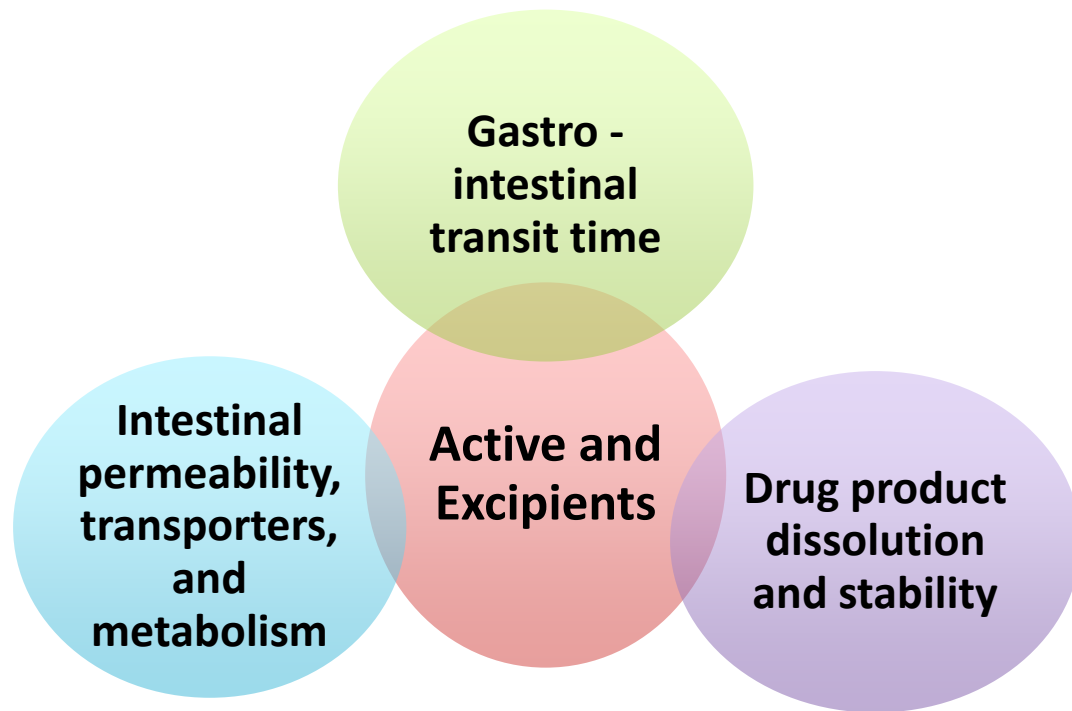 Gastro -
intestinal
transit time
Intestinal
permeability,
transporters,
and
metabolism
Active and
Excipients
Drug product
dissolution
and stability